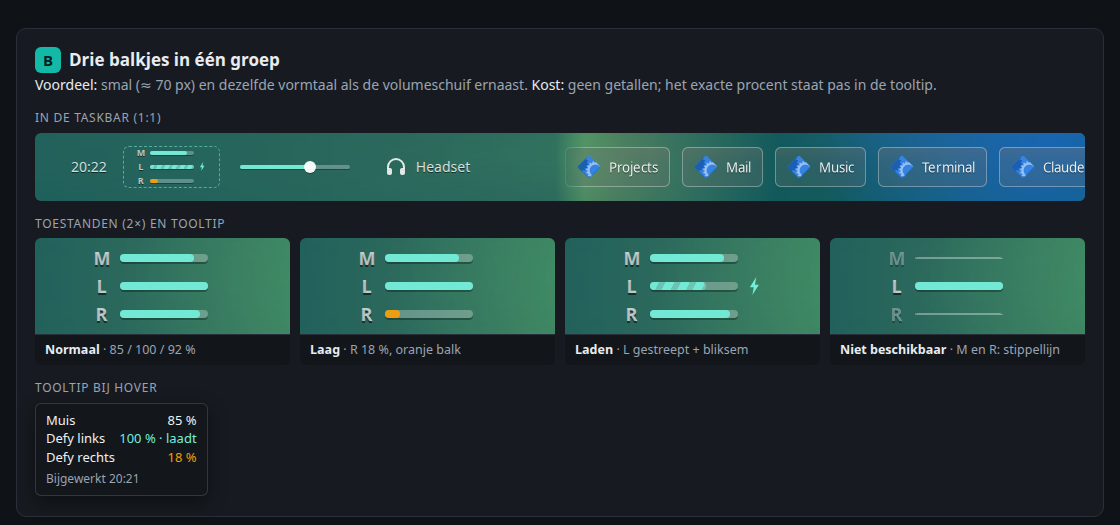 B Drie balkjes in één groep
Voordeel: smal (≈ 70 px) en dezelfde vormtaal als de volumeschuif ernaast. Kost: geen getallen; het exacte procent staat pas in de tooltip.
IN DE TASKBAR (1:1)
20:22
M
L
R
Headset
Projects
Mail
Music
Terminal
Claude
TOESTANDEN (2×) EN TOOLTIP
M
L
R
Normaal · 85 / 100 / 92 %
M
L
R
Laag · R 18 %, oranje balk
M
L
R
Laden · L gestreept + bliksem
M
L
R
Niet beschikbaar · M en R: stippellijn
TOOLTIP BIJ HOVER
Muis 85 %
Defy links 100 % · laadt
Defy rechts 18 %
Bijgewerkt 20:21